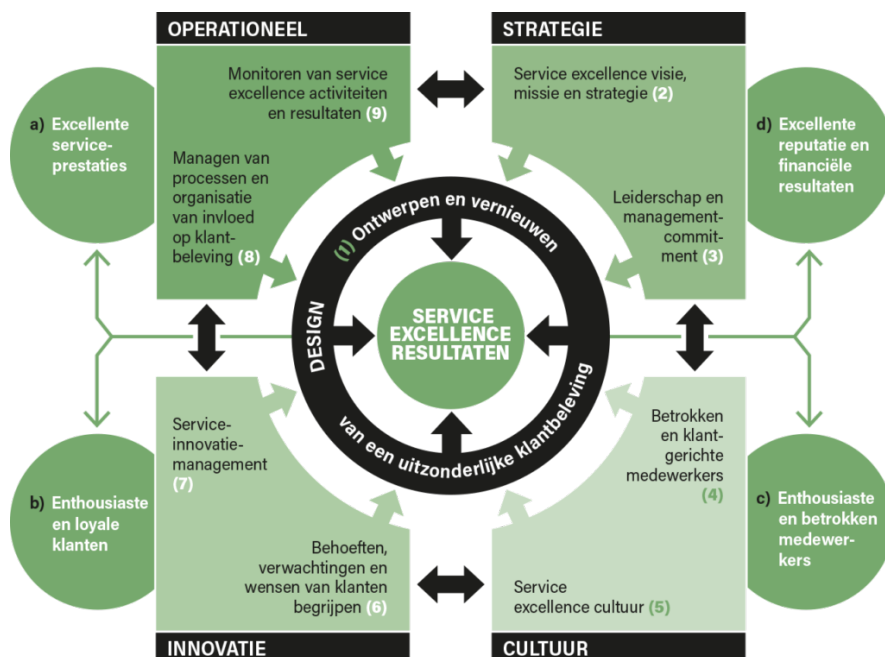 OPERATIONEEL
Monitoren van service
excellence activiteiten
en resultaten (9)
Managen van
processen en
organisatie
van invloed
op klant-
beleving (8)
STRATEGIE
Service excellence visie,
missie en strategie (2)
Leiderschap en
management-
commit-
ment (3)
a) Excellente
service-
prestaties
d) Excellente
reputatie en
financiële
resultaten
(1) Ontwerpen en vernieuwen
van een uitzonderlijke klantbeleving
DESIGN
SERVICE
EXCELLENCE
RESULTATEN
b) Enthousiaste
en loyale
klanten
Service-
innovatie-
management
(7)
Behoeften,
verwachtingen en
wensen van klanten
begrijpen (6)
INNOVATIE
Betrokken
en klant-
gerichte
medewerkers
(4)
Service
excellence cultuur (5)
CULTUUR
c) Enthousiaste
en betrokken
medewer-
kers